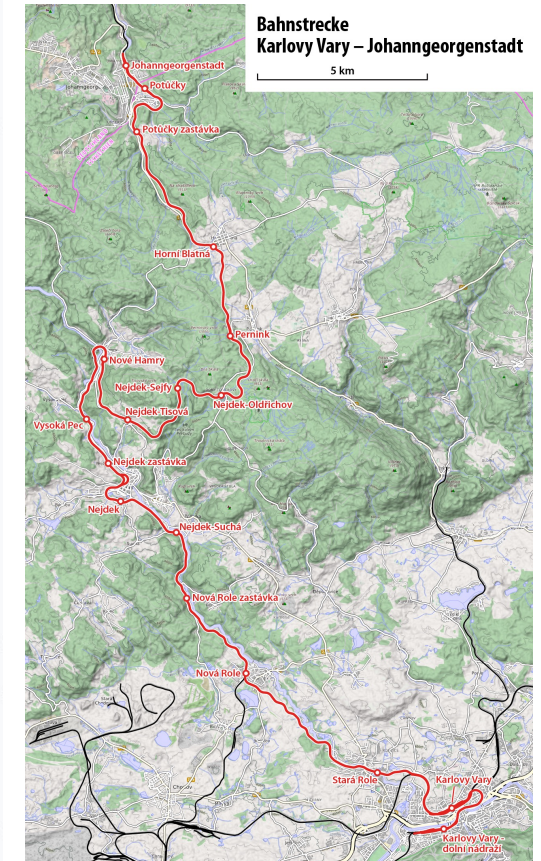 Bahnstrecke
Karlovy Vary – Johanngeorgenstadt
5 km
Johanngeorgenstadt
Potůčky
Potůčky zastávka
Horní Blatná
Pernink
Nové Hamry
Nejdek-Sejfy
Nejdek-Oldřichov
Nejdek-Tisová
Vysoká Pec
Nejdek zastávka
Nejdek
Nejdek-Suchá
Nová Role zastávka
Nová Role
Stará Role
Karlovy Vary
Karlovy Vary -
dolní nádraží